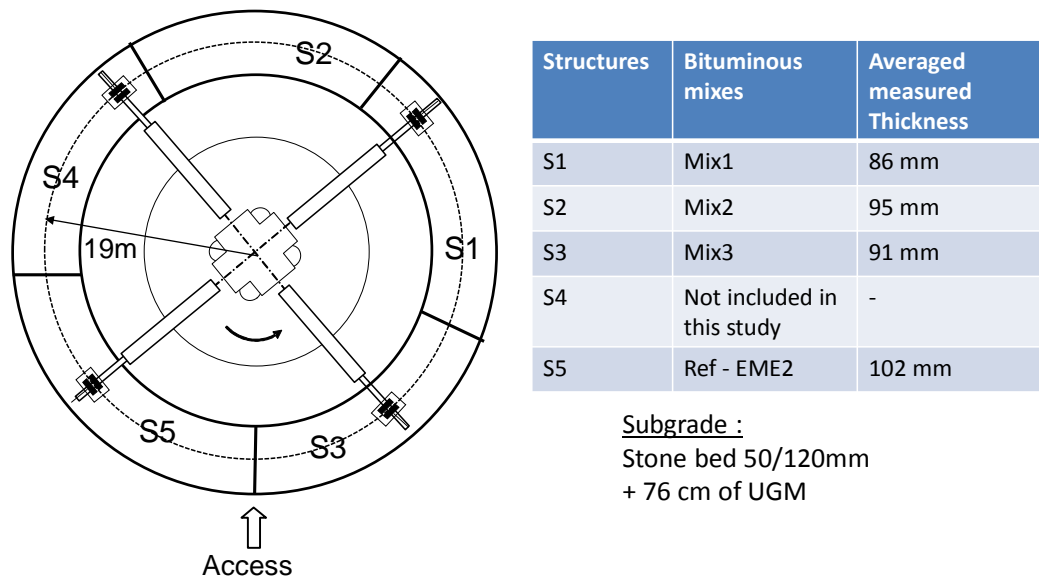 S2
S4
19m
S1
S5
S3
Access
Structures Bituminous mixes Averaged measured Thickness
S1 Mix1 86 mm
S2 Mix2 95 mm
S3 Mix3 91 mm
S4 Not included in this study -
S5 Ref - EME2 102 mm
Subgrade :
Stone bed 50/120mm
+ 76 cm of UGM